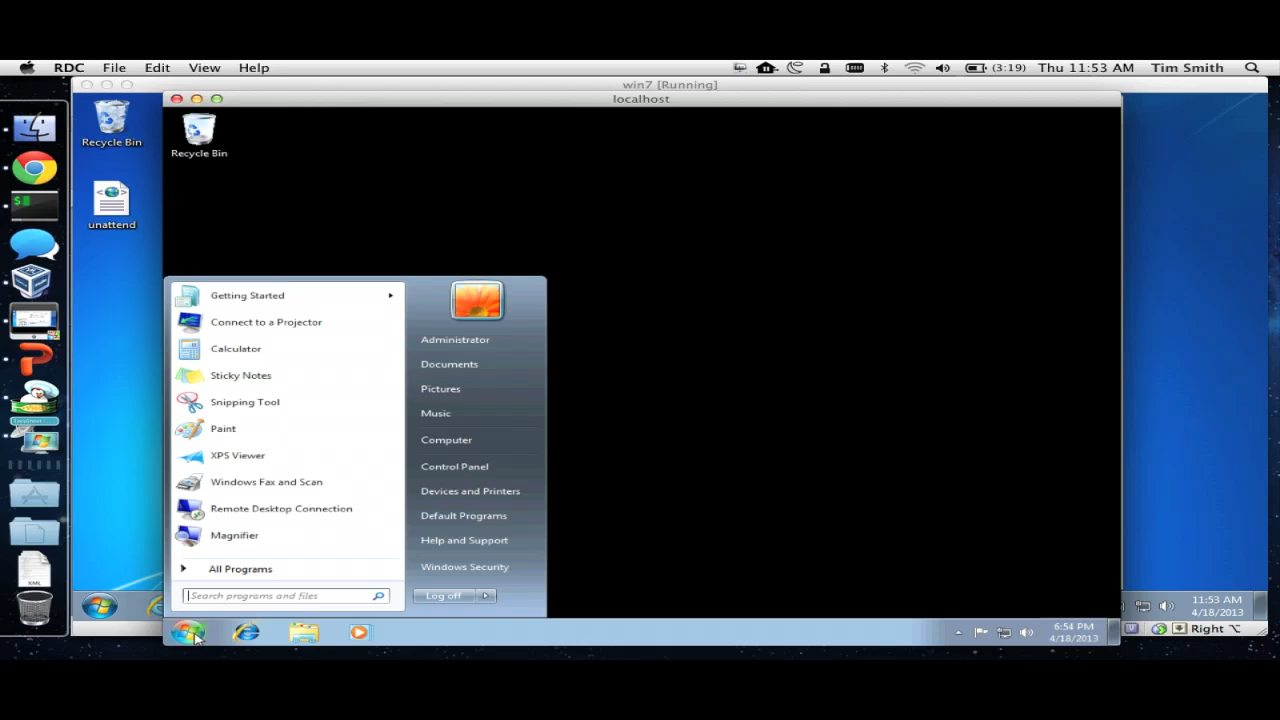 RDC File Edit View Help (3:19) Thu 11:53 AM Tim Smith
win7 [Running]
localhost
Recycle Bin
unattend
Recycle Bin
Getting Started
Connect to a Projector
Calculator
Sticky Notes
Snipping Tool
Paint
XPS Viewer
Windows Fax and Scan
Remote Desktop Connection
Magnifier
All Programs
Search programs and files
Administrator
Documents
Pictures
Music
Computer
Control Panel
Devices and Printers
Default Programs
Help and Support
Windows Security
Log off
6:54 PM
4/18/2013
11:53 AM
4/18/2013
Right ⌥
XML